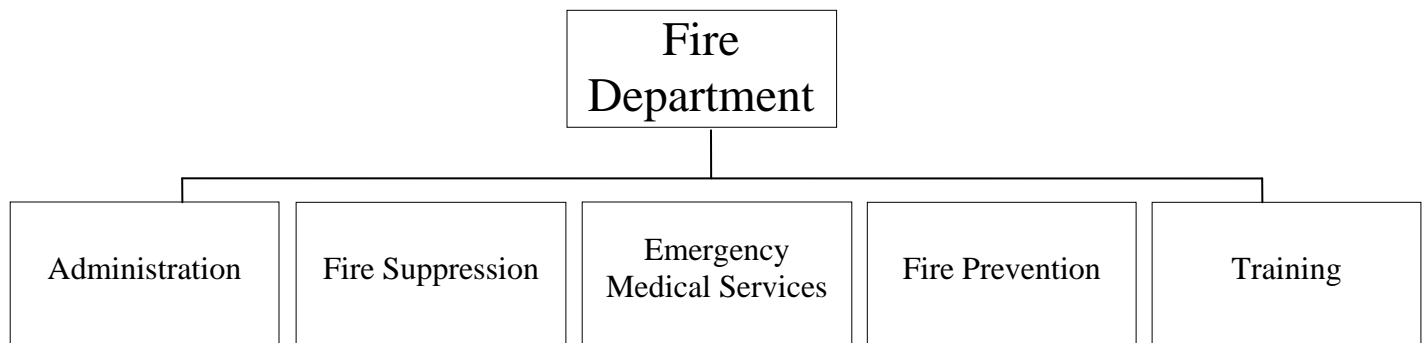 Fire
Department
Administration
Fire Suppression
Emergency
Medical Services
Fire Prevention
Training